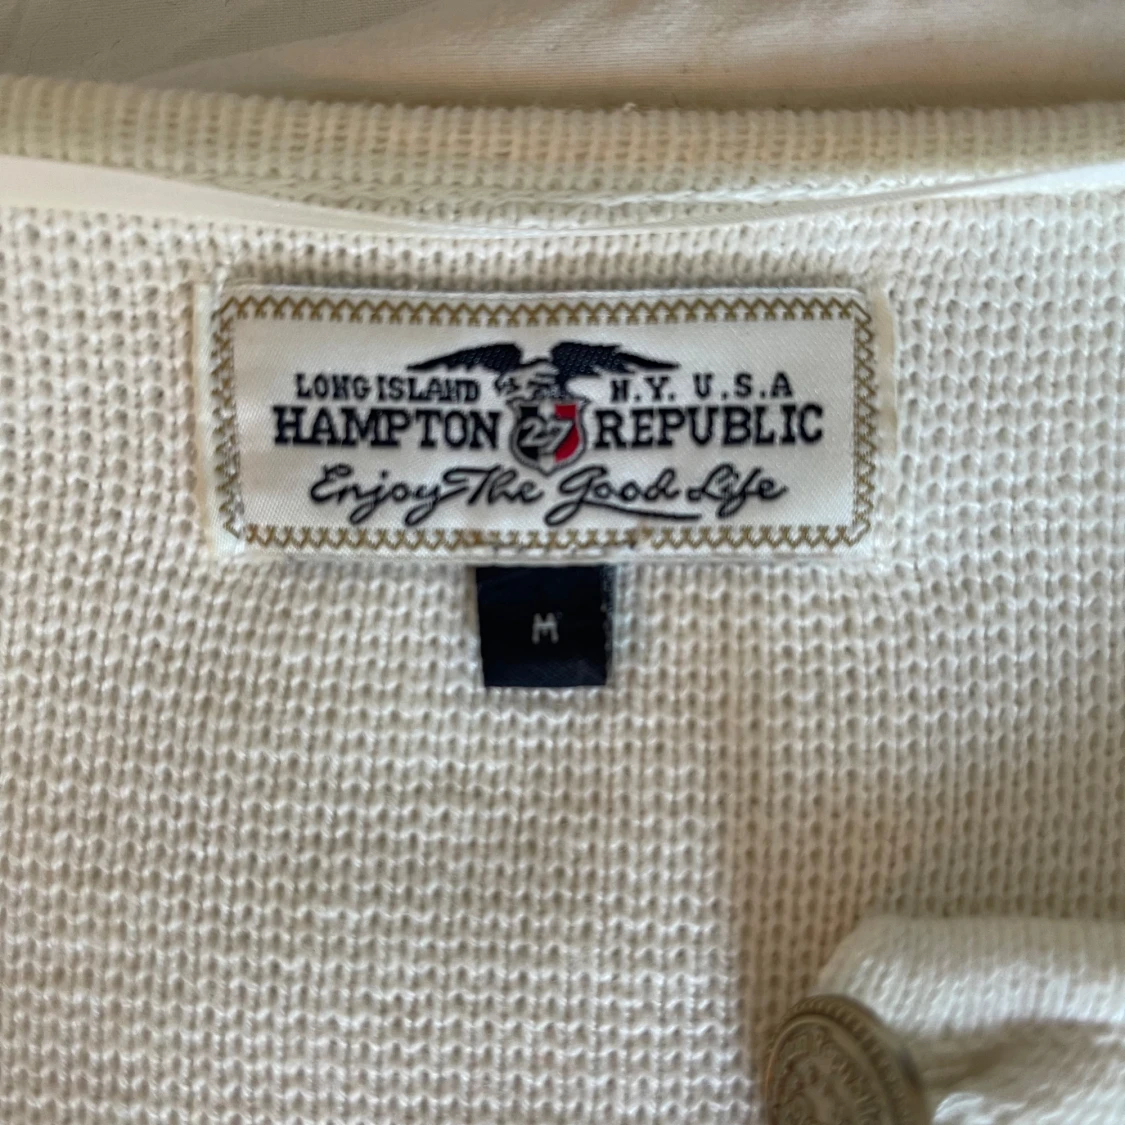 LONG ISLAND N.Y. U.S.A
HAMPTON 27 REPUBLIC
Enjoy The Good Life
M